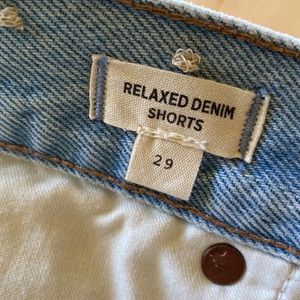 RELAXED DENIM
SHORTS
29